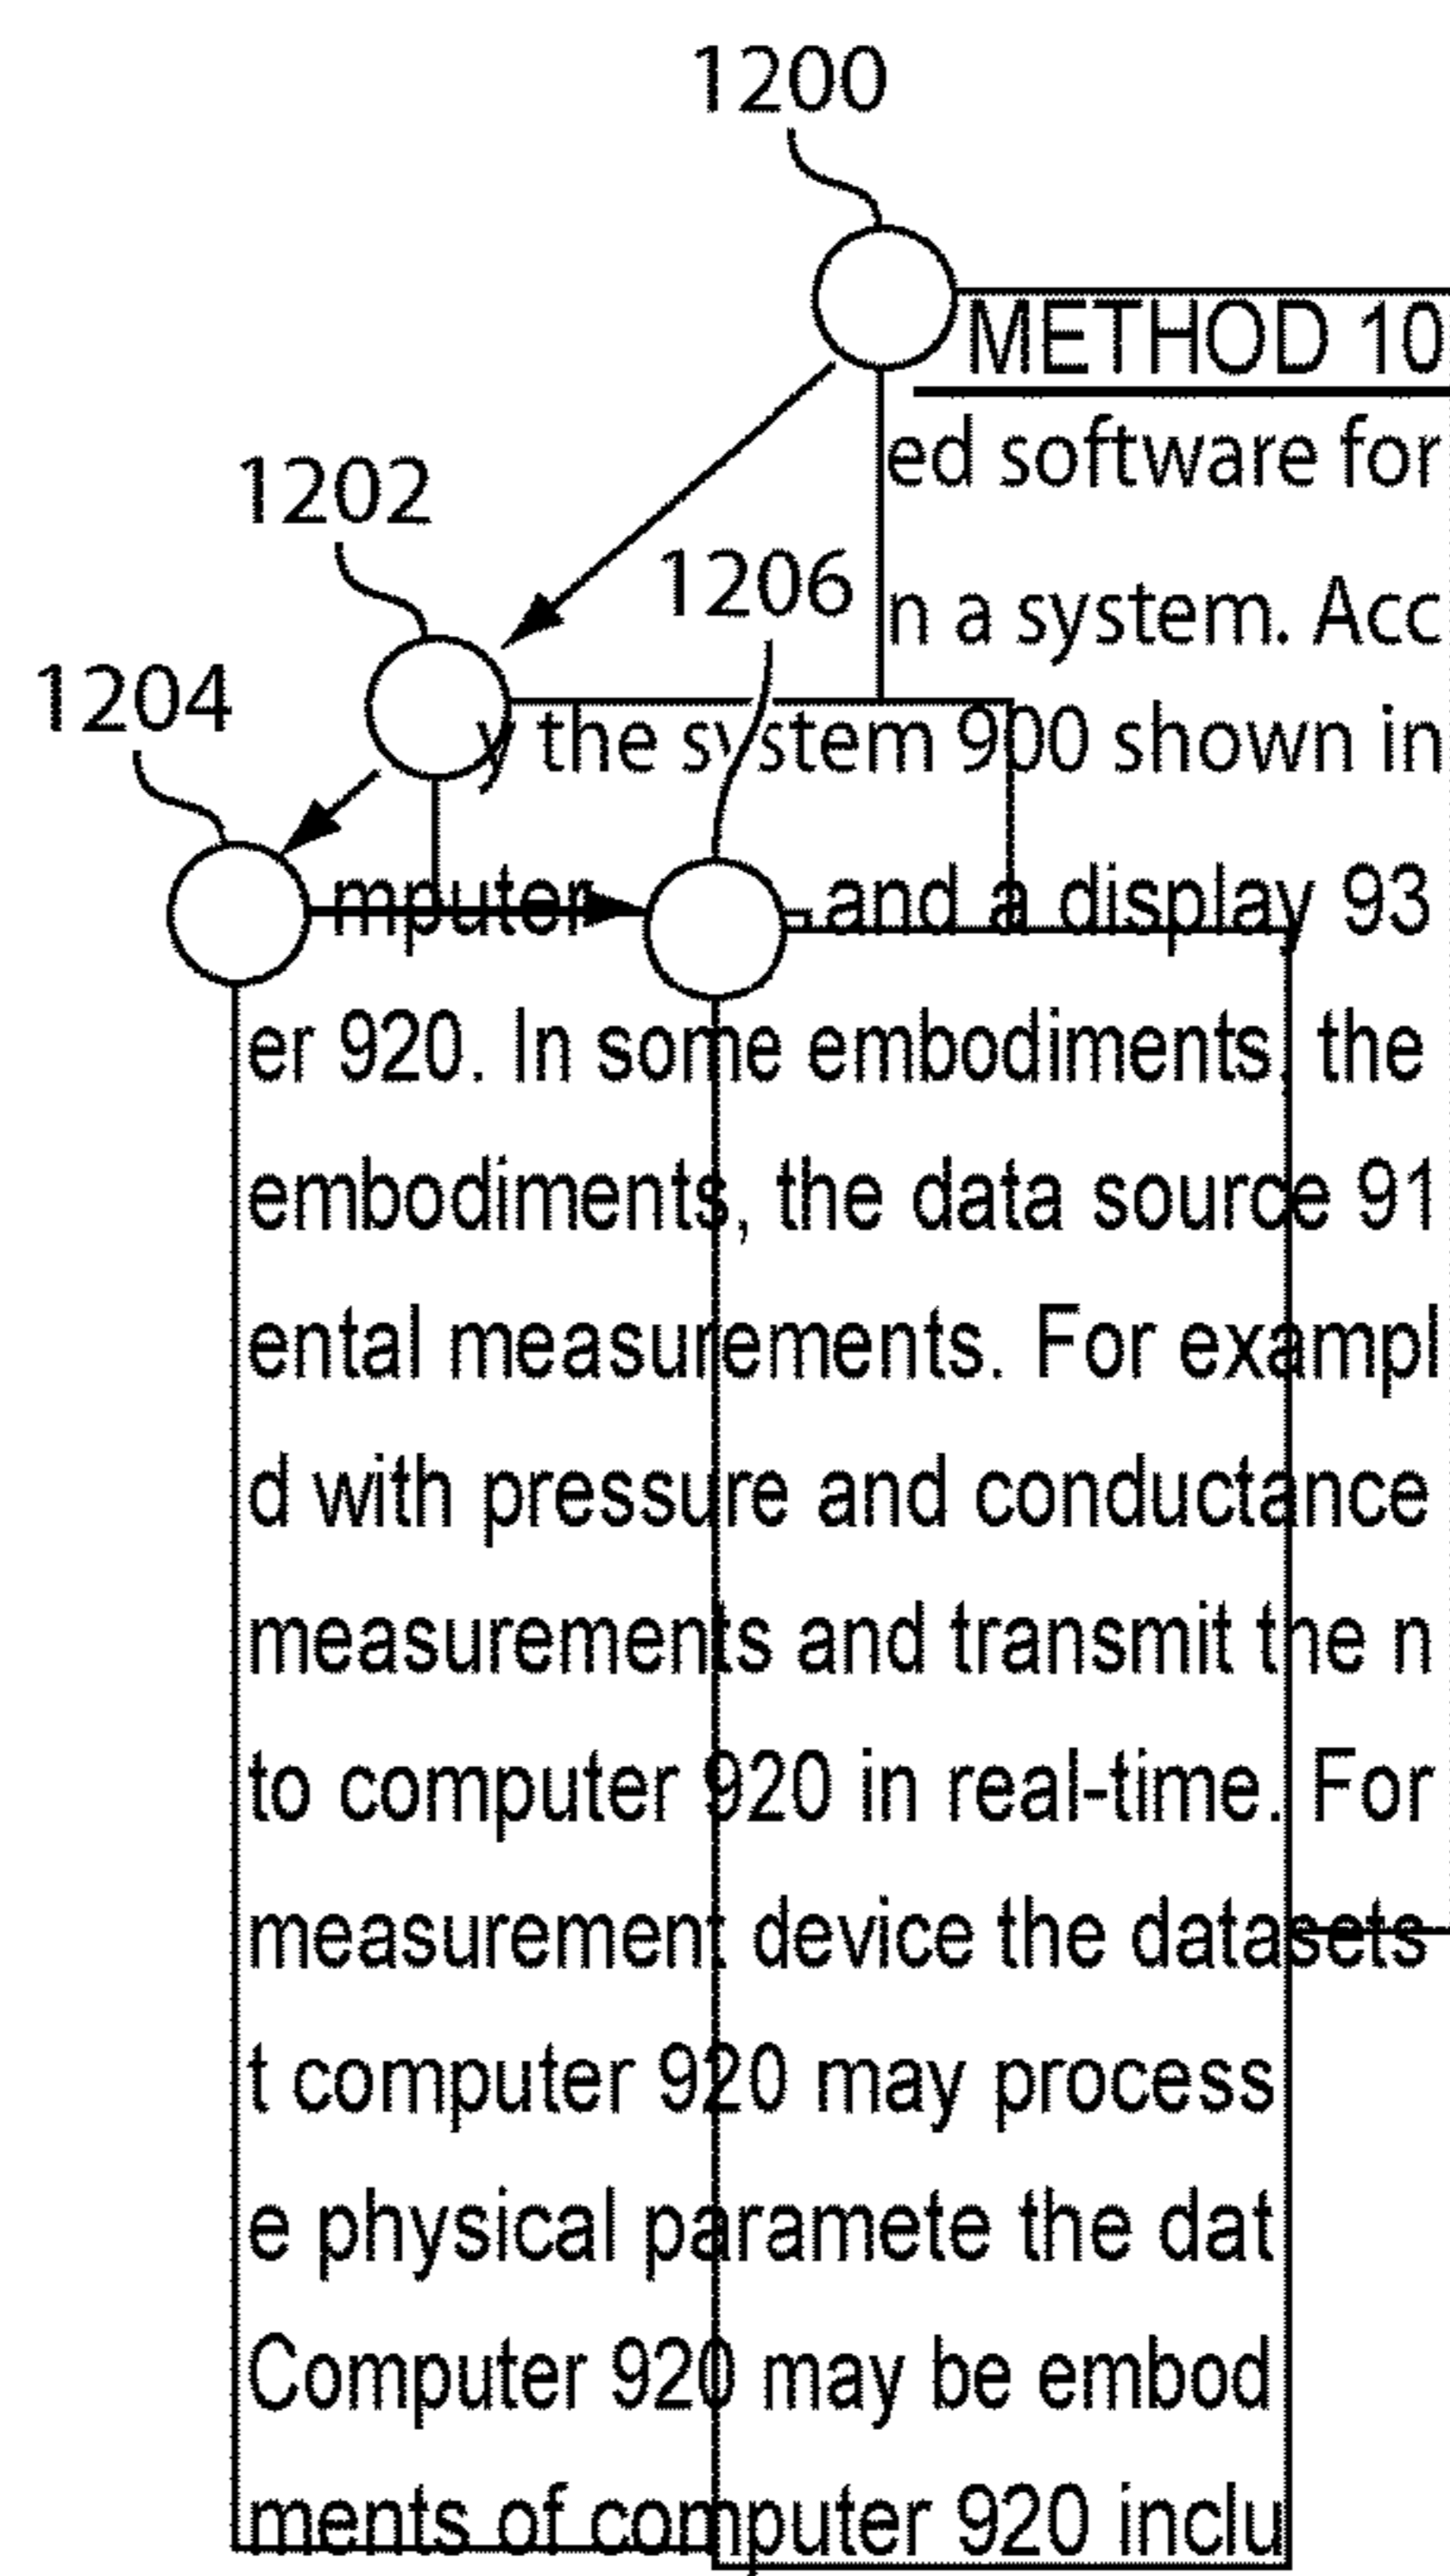 1200
METHOD 10
ed software for
1202
1206
n a system. Acc
1204
y the system 900 shown in
mputer and a display 93
er 920. In some embodiments, the
embodiments, the data source 91
ental measurements. For exampl
d with pressure and conductance
measurements and transmit the n
to computer 920 in real-time. For
measurement device the datasets
t computer 920 may process
e physical paramete the dat
Computer 920 may be embod
ments of computer 920 inclu